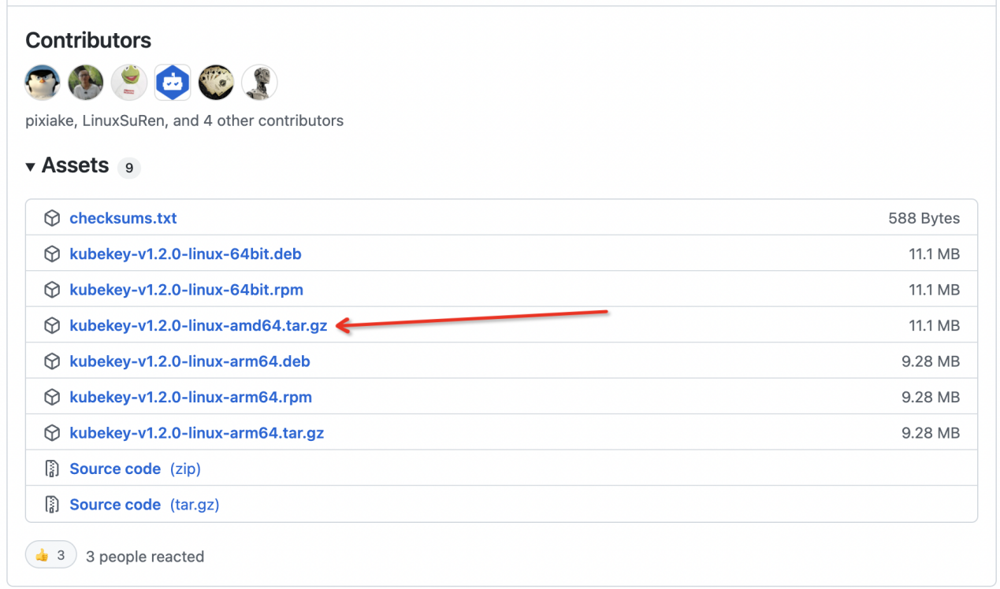 Contributors
pixiake, LinuxSuRen, and 4 other contributors
Assets 9
checksums.txt 588 Bytes
kubekey-v1.2.0-linux-64bit.deb 11.1 MB
kubekey-v1.2.0-linux-64bit.rpm 11.1 MB
kubekey-v1.2.0-linux-amd64.tar.gz 11.1 MB
kubekey-v1.2.0-linux-arm64.deb 9.28 MB
kubekey-v1.2.0-linux-arm64.rpm 9.28 MB
kubekey-v1.2.0-linux-arm64.tar.gz 9.28 MB
Source code (zip)
Source code (tar.gz)
👍 3 3 people reacted